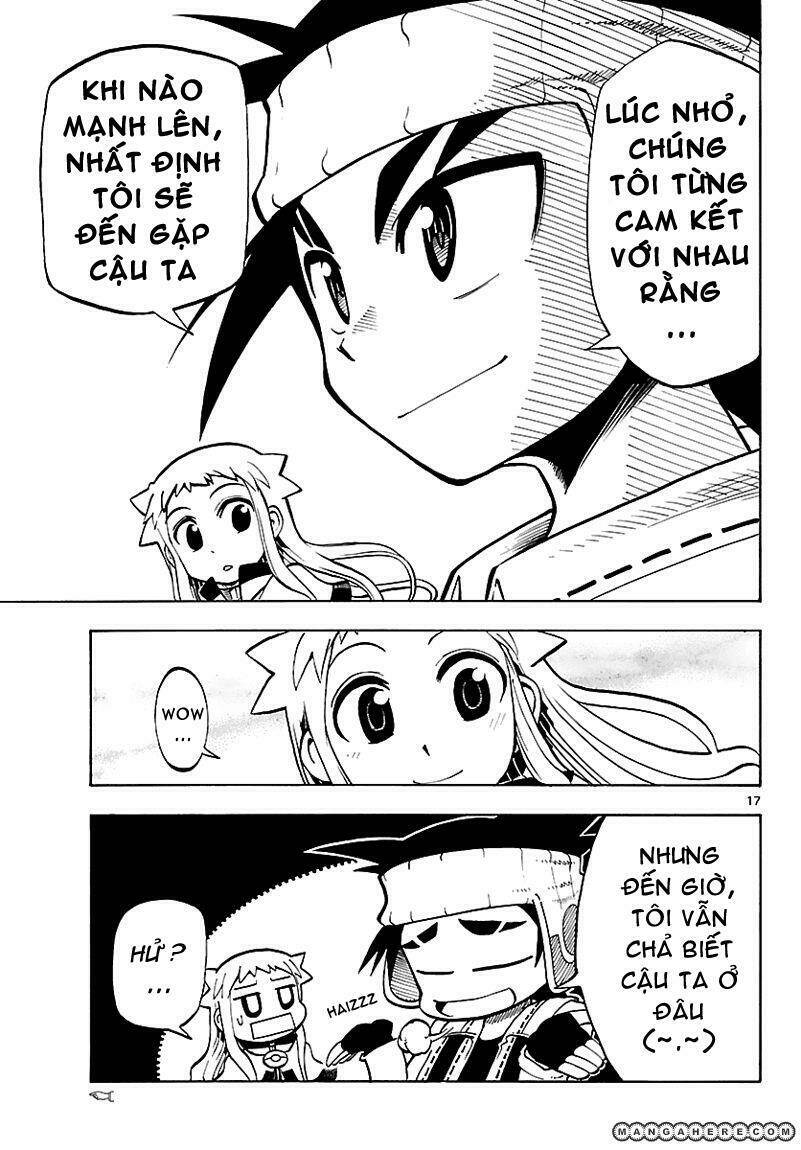 LÚC NHỎ,
CHÚNG
TÔI TỪNG
CAM KẾT
VỚI NHAU
RẰNG
...
KHI NÀO
MẠNH LÊN,
NHẤT ĐỊNH
TÔI SẼ
ĐẾN GẶP
CẬU TA
WOW
...
17
NHƯNG
ĐẾN GIỜ,
TÔI VẪN
CHẢ BIẾT
CẬU TA Ở
ĐÂU
(~.~)
HAIZZZ
HỬ ?
...
MANGAHERE.COM